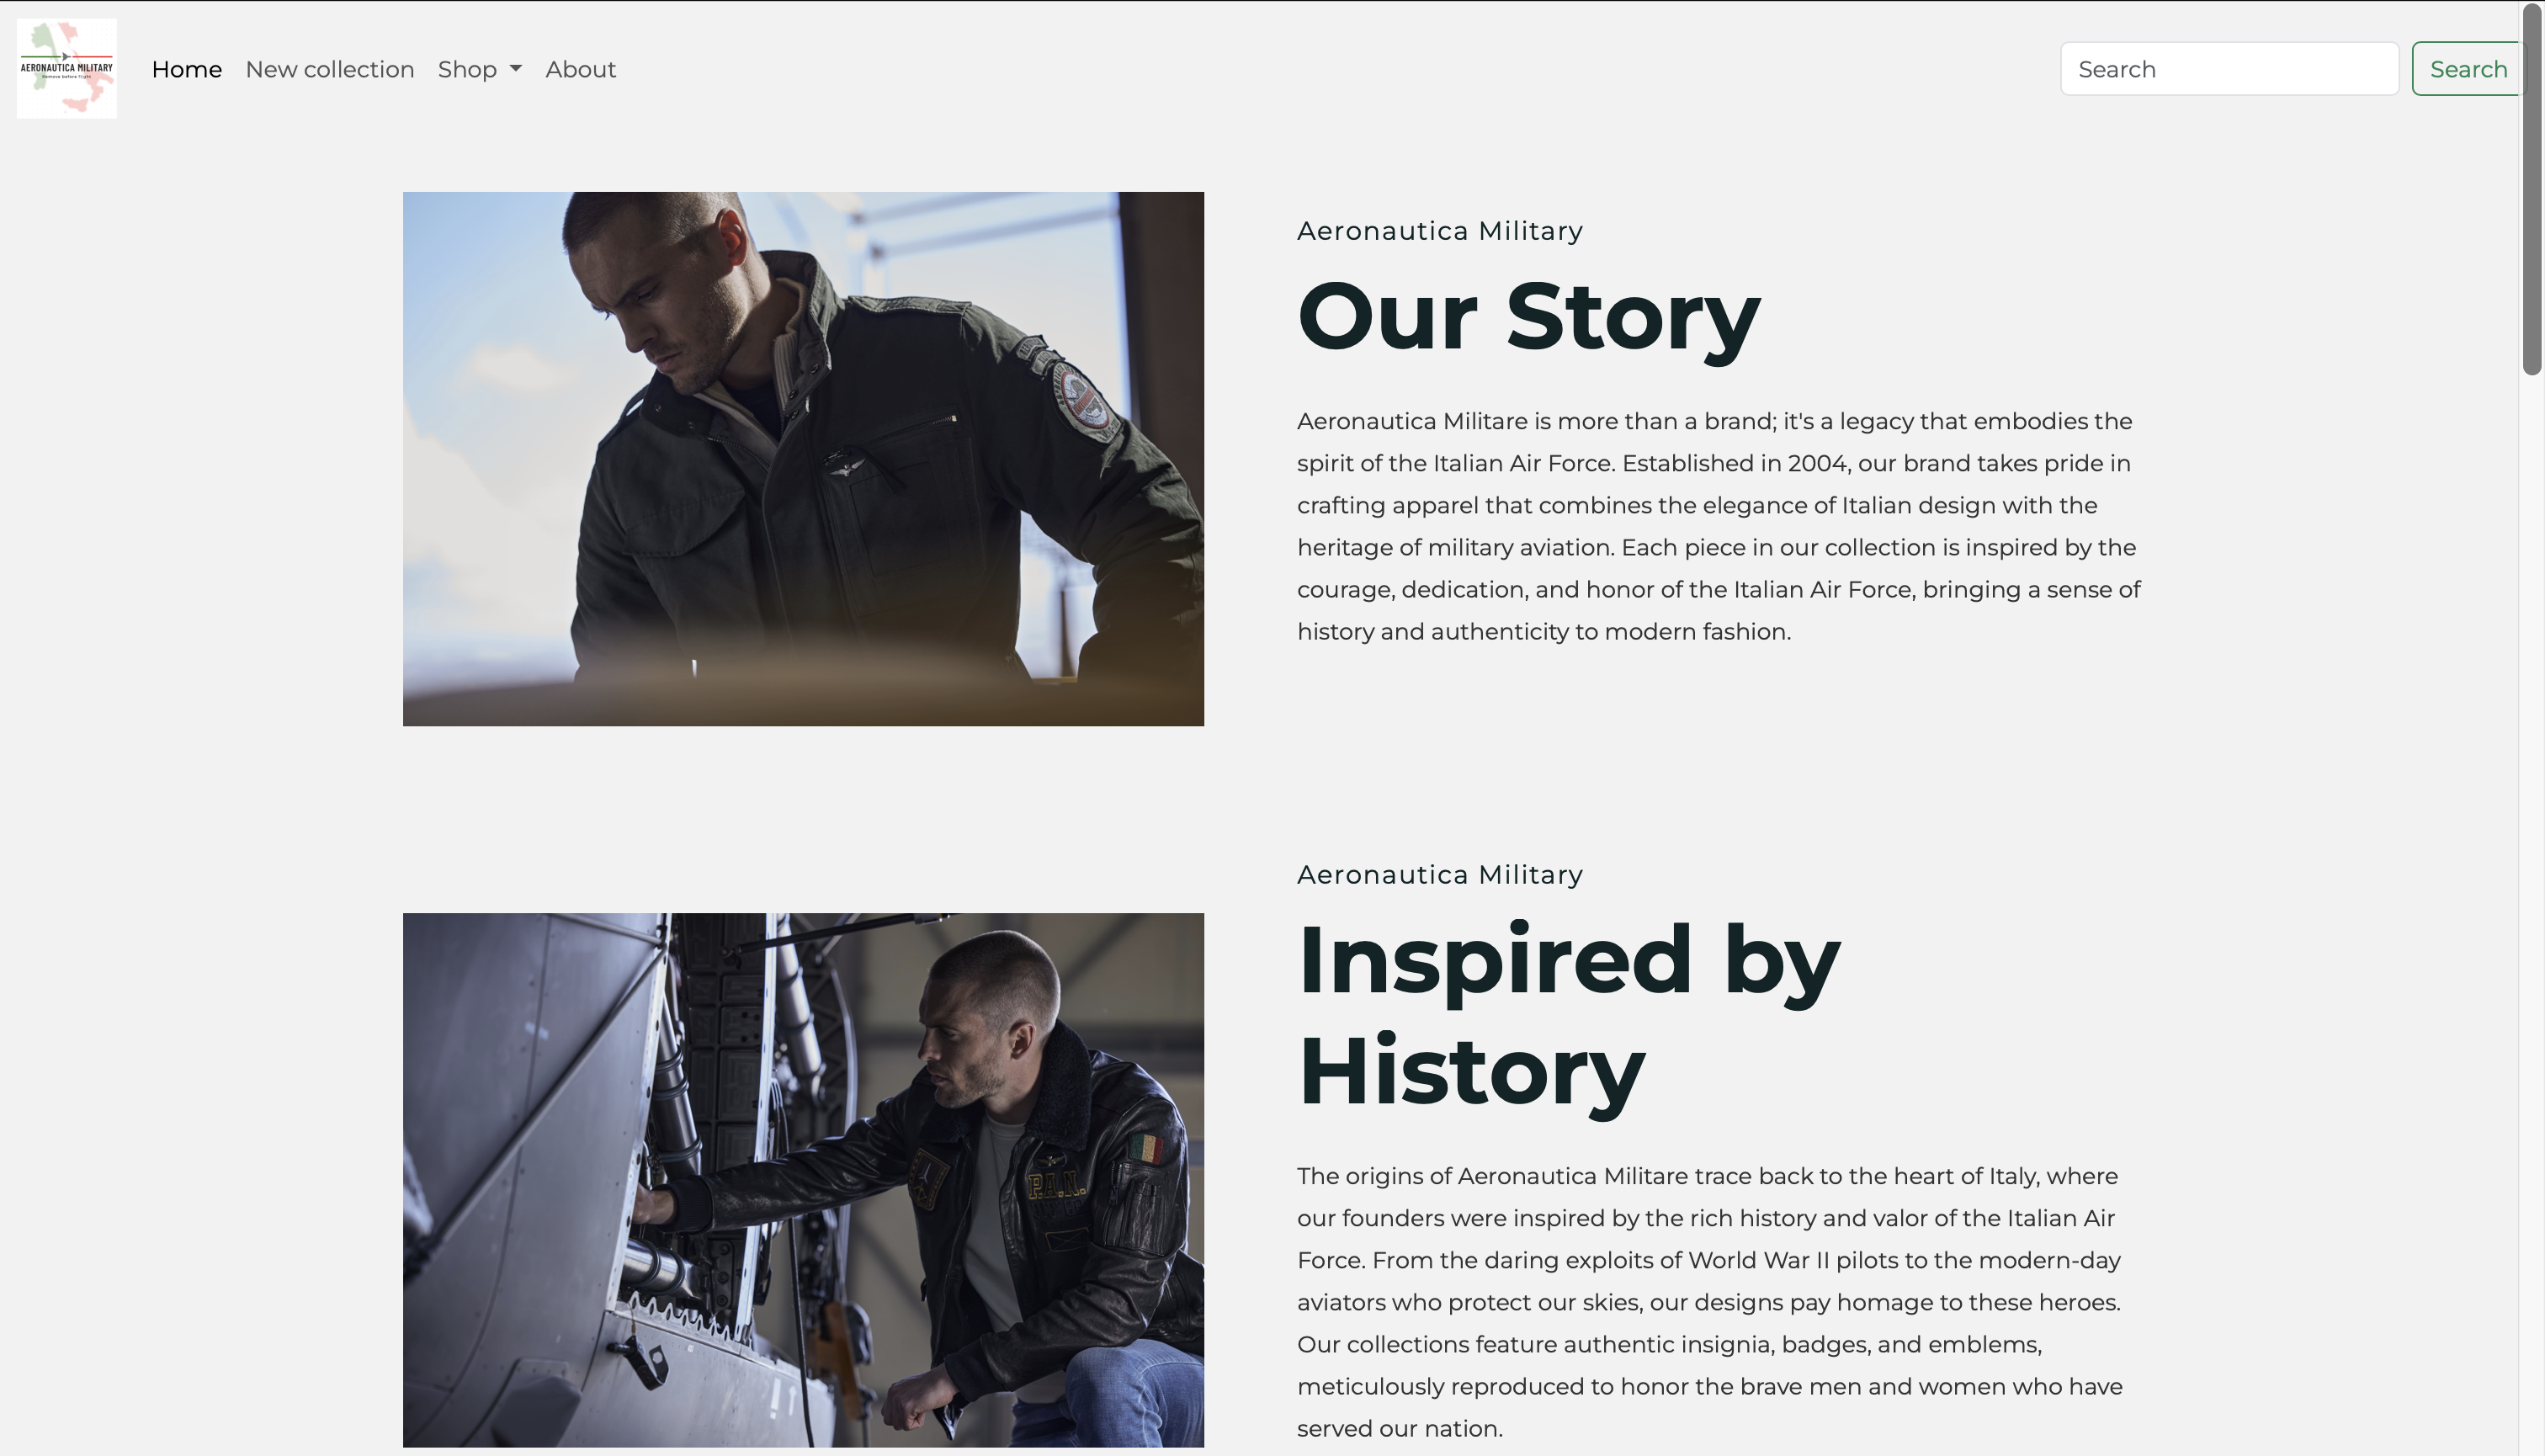 AERONAUTICA MILITARY
Remove before flight
Home New collection Shop About
Search
Search
Aeronautica Military
Our Story
Aeronautica Militare is more than a brand; it's a legacy that embodies the
spirit of the Italian Air Force. Established in 2004, our brand takes pride in
crafting apparel that combines the elegance of Italian design with the
heritage of military aviation. Each piece in our collection is inspired by the
courage, dedication, and honor of the Italian Air Force, bringing a sense of
history and authenticity to modern fashion.
Aeronautica Military
Inspired by
History
P.A.N.
The origins of Aeronautica Militare trace back to the heart of Italy, where
our founders were inspired by the rich history and valor of the Italian Air
Force. From the daring exploits of World War II pilots to the modern-day
aviators who protect our skies, our designs pay homage to these heroes.
Our collections feature authentic insignia, badges, and emblems,
meticulously reproduced to honor the brave men and women who have
served our nation.